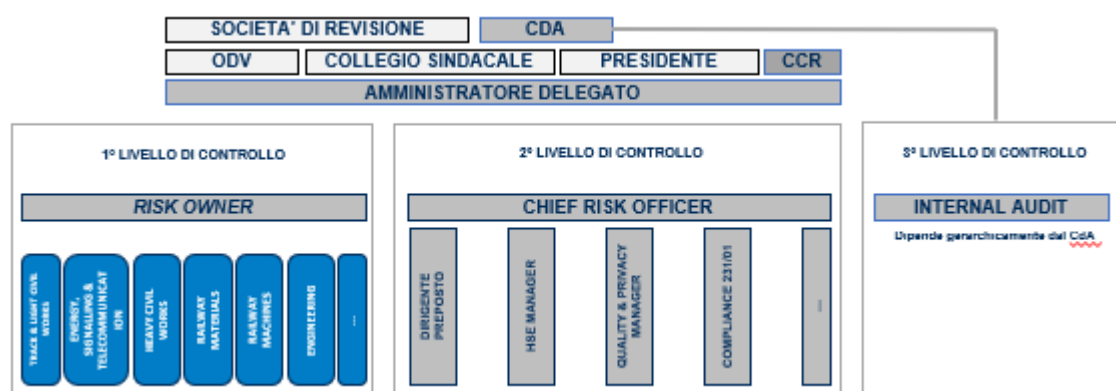 SOCIETA' DI REVISIONE
CDA
ODV
COLLEGIO SINDACALE
PRESIDENTE
CCR
AMMINISTRATORE DELEGATO
1° LIVELLO DI CONTROLLO
RISK OWNER
TRACK & LIGHT CIVIL
WORKS
ENERGY,
SIGNALLING &
TELECOMMUNICAT
ION
HEAVY CIVIL
WORKS
RAILWAY
MATERIALS
RAILWAY
MACHINES
ENGINEERING
...
2° LIVELLO DI CONTROLLO
CHIEF RISK OFFICER
DIRIGENTE
PREPOSTO
HSE MANAGER
QUALITY & PRIVACY
MANAGER
COMPLIANCE 231/01
...
3° LIVELLO DI CONTROLLO
INTERNAL AUDIT
Dipende gerarchicamente dal CdA